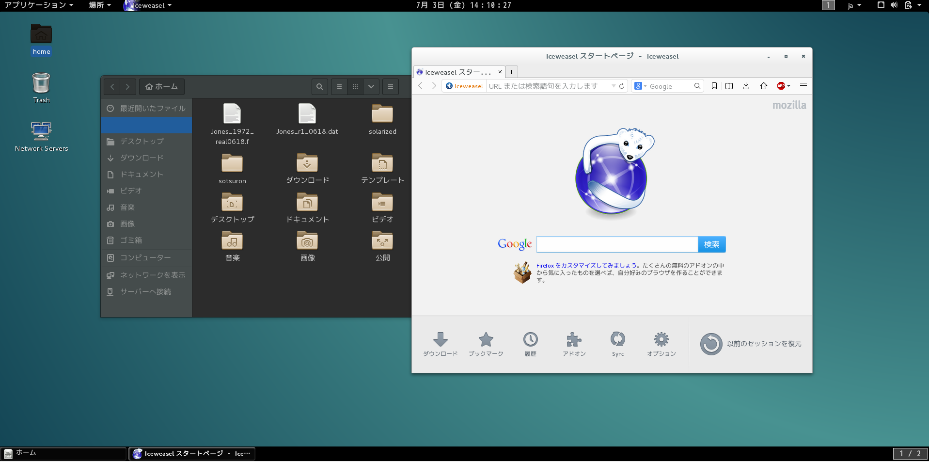 アプリケーション
場所
Iceweasel
7月 3日 (金) 14:10:27
1
ja
home
Trash
Network Servers
ホーム
最近開いたファイル
デスクトップ
ダウンロード
ドキュメント
ビデオ
音楽
画像
ゴミ箱
コンピューター
ネットワークを表示
サーバーへ接続
Jones_1972_
real0618.f
Jones_r1_0618.dat
solarized
sotsuron
ダウンロード
テンプレート
デスクトップ
ドキュメント
ビデオ
音楽
画像
公開
Iceweasel スタートページ - Iceweasel
Iceweasel スター...
Iceweasel
URL または検索語句を入力します
Google
mozilla
Google
検索
Firefox をカスタマイズしてみましょう。たくさんの無料のアドオンの中
から気に入ったものを選べば、自分好みのブラウザを作ることができま
す。
ダウンロード
ブックマーク
履歴
アドオン
Sync
オプション
以前のセッションを復元
ホーム
Iceweasel スタートページ - Ice…
1 / 2